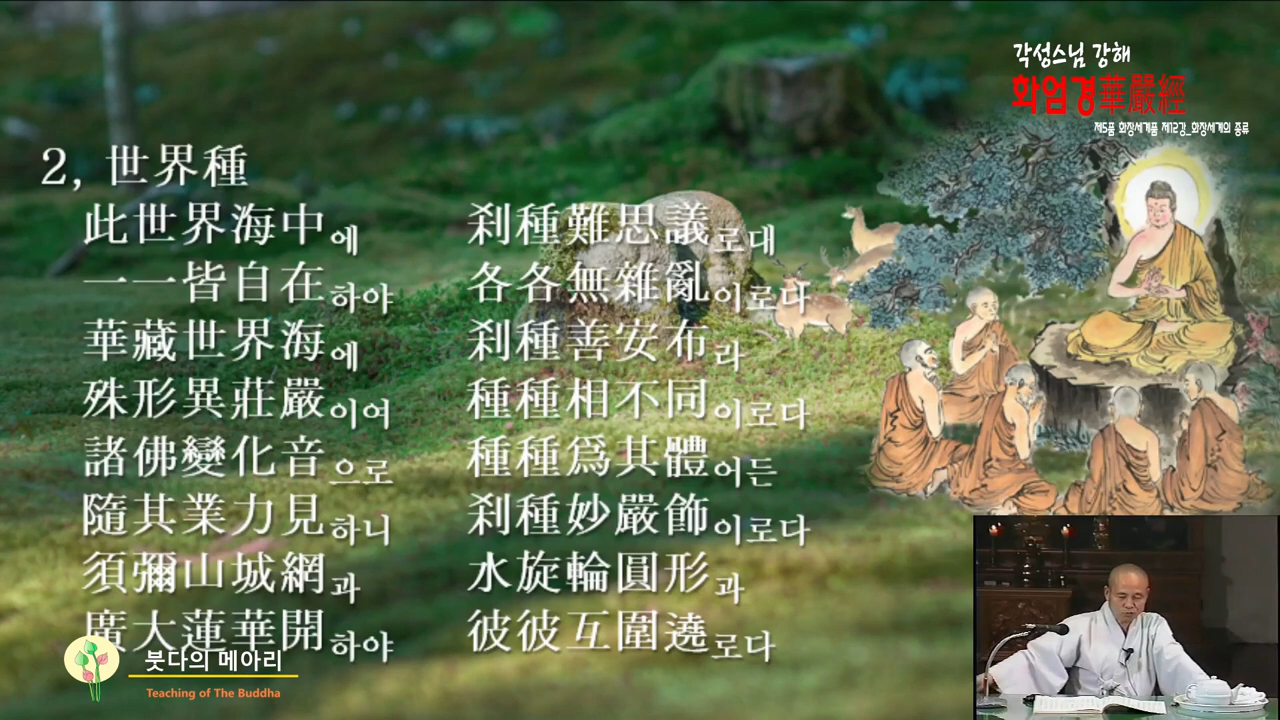 각성스님 강해
화엄경華嚴經
제5품 화장세계품 제12강_화장세계의 종류
2, 世界種
此世界海中에 刹種難思議로대
一一皆自在하야 各各無雜亂이로다
華藏世界海에 刹種善安布라
殊形異莊嚴이여 種種相不同이로다
諸佛變化音으로 種種爲其體어든
隨其業力見하니 刹種妙嚴飾이로다
須彌山城網과 水旋輪圓形과
廣大蓮華開하야 彼彼互圍遶로다
붓다의 메아리
Teaching of The Buddha